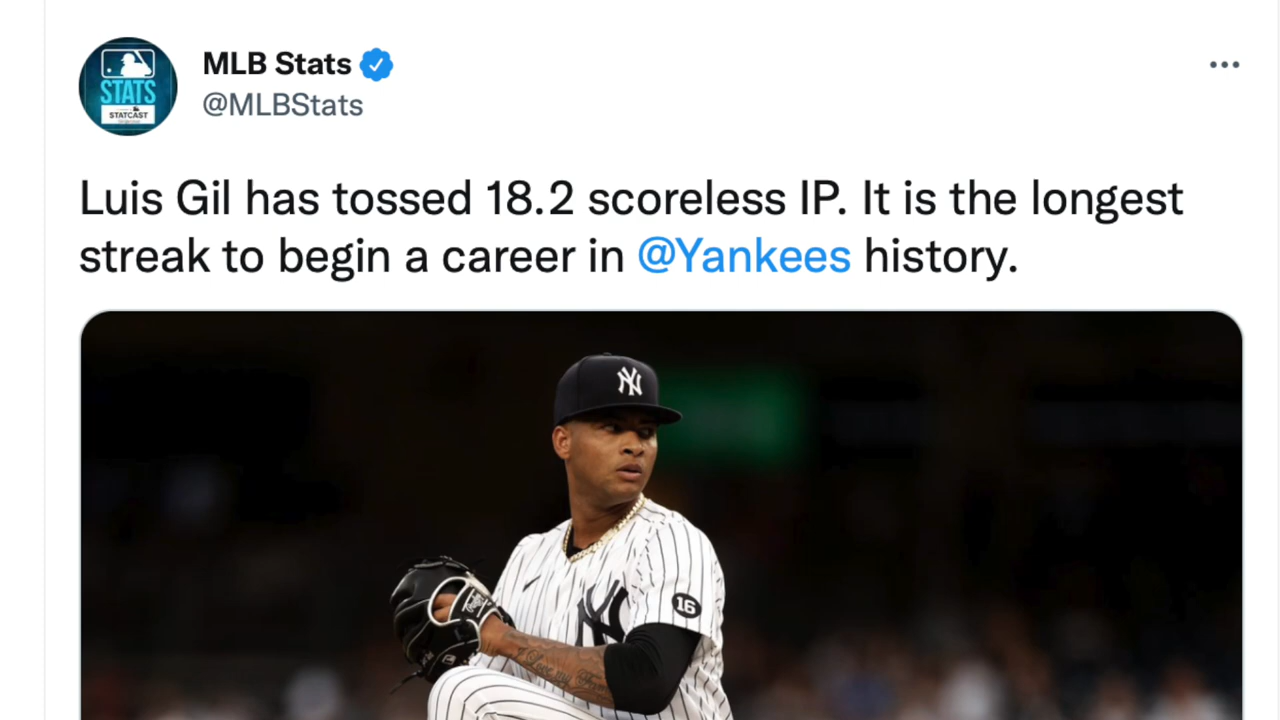 MLB Stats
@MLBStats
STATS
STATCAST
Luis Gil has tossed 18.2 scoreless IP. It is the longest
streak to begin a career in @Yankees history.
NY
NY
16